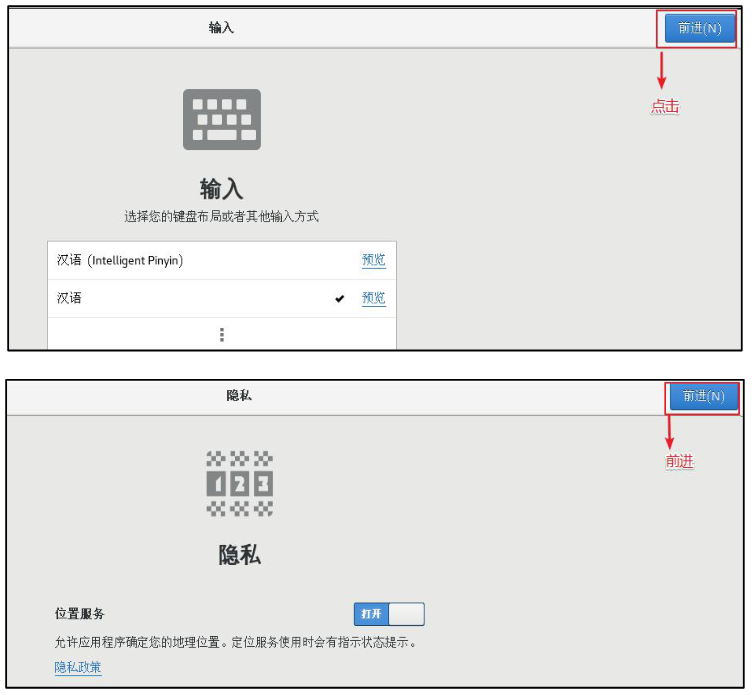 输入
前进(N)
点击
输入
选择您的键盘布局或者其他输入方式
汉语 (Intelligent Pinyin)
预览
汉语
预览
隐私
前进(N)
前进
123
隐私
位置服务
打开
允许应用程序确定您的地理位置。定位服务使用时会有指示状态提示。
隐私政策